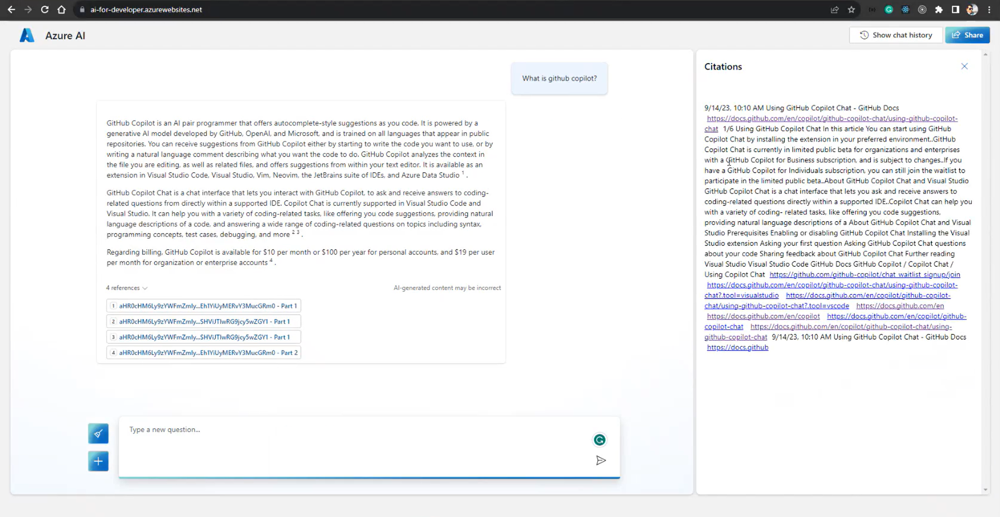 ai-for-developer.azurewebsites.net
Azure AI
Show chat history
Share
What is github copilot?
GitHub Copilot is an AI pair programmer that offers autocomplete-style suggestions as you code. It is powered by a
generative AI model developed by GitHub, OpenAI, and Microsoft, and is trained on all languages that appear in public
repositories. You can receive suggestions from GitHub Copilot either by starting to write the code you want to use, or by
writing a natural language comment describing what you want the code to do. GitHub Copilot analyzes the context in
the file you are editing, as well as related files, and offers suggestions from within your text editor. It is available as an
extension in Visual Studio Code, Visual Studio, Vim, Neovim, the JetBrains suite of IDEs, and Azure Data Studio 1 .
GitHub Copilot Chat is a chat interface that lets you interact with GitHub Copilot, to ask and receive answers to coding-
related questions from directly within a supported IDE. Copilot Chat is currently supported in Visual Studio Code and
Visual Studio. It can help you with a variety of coding-related tasks, like offering you code suggestions, providing natural
language descriptions of a code, and answering a wide range of coding-related questions on topics including syntax,
programming concepts, test cases, debugging, and more 2 3 .
Regarding billing, GitHub Copilot is available for $10 per month or $100 per year for personal accounts, and $19 per user
per month for organization or enterprise accounts 4 .
4 references
AI-generated content may be incorrect
1 aHR0cHM6Ly9zYWFmZmly...Eh1YiUyMERvY3MucGRm0 - Part 1
2 aHR0cHM6Ly9zYWFmZmly...SHViJTIwRG9jcy5wZGY1 - Part 1
3 aHR0cHM6Ly9zYWFmZmly...SHViJTIwRG9jcy5wZGY1 - Part 1
4 aHR0cHM6Ly9zYWFmZmly...Eh1YiUyMERvY3MucGRm0 - Part 2
Type a new question...
Citations
9/14/23, 10:10 AM Using GitHub Copilot Chat - GitHub Docs
https://docs.github.com/en/copilot/github-copilot-chat/using-github-copilot-
chat 1/6 Using GitHub Copilot Chat In this article You can start using GitHub
Copilot Chat by installing the extension in your preferred environment..GitHub
Copilot Chat is currently in limited public beta for organizations and enterprises
with a GitHub Copilot for Business subscription, and is subject to changes..If you
have a GitHub Copilot for Individuals subscription, you can still join the waitlist to
participate in the limited public beta..About GitHub Copilot Chat and Visual Studio
GitHub Copilot Chat is a chat interface that lets you ask and receive answers to
coding-related questions directly within a supported IDE..Copilot Chat can help you
with a variety of coding- related tasks, like offering you code suggestions,
providing natural language descriptions of a About GitHub Copilot Chat and Visual
Studio Prerequisites Enabling or disabling GitHub Copilot Chat Installing the Visual
Studio extension Asking your first question Asking GitHub Copilot Chat questions
about your code Sharing feedback about GitHub Copilot Chat Further reading
Visual Studio Visual Studio Code GitHub Docs GitHub Copilot / Copilot Chat /
Using Copilot Chat https://github.com/github-copilot/chat_waitlist_signup/join
https://docs.github.com/en/copilot/github-copilot-chat/using-github-copilot-
chat?.tool=visualstudio https://docs.github.com/en/copilot/github-copilot-
chat/using-github-copilot-chat?.tool=vscode https://docs.github.com/en
https://docs.github.com/en/copilot https://docs.github.com/en/copilot/github-
copilot-chat https://docs.github.com/en/copilot/github-copilot-chat/using-
github-copilot-chat 9/14/23, 10:10 AM Using GitHub Copilot Chat - GitHub Docs
https://docs.github